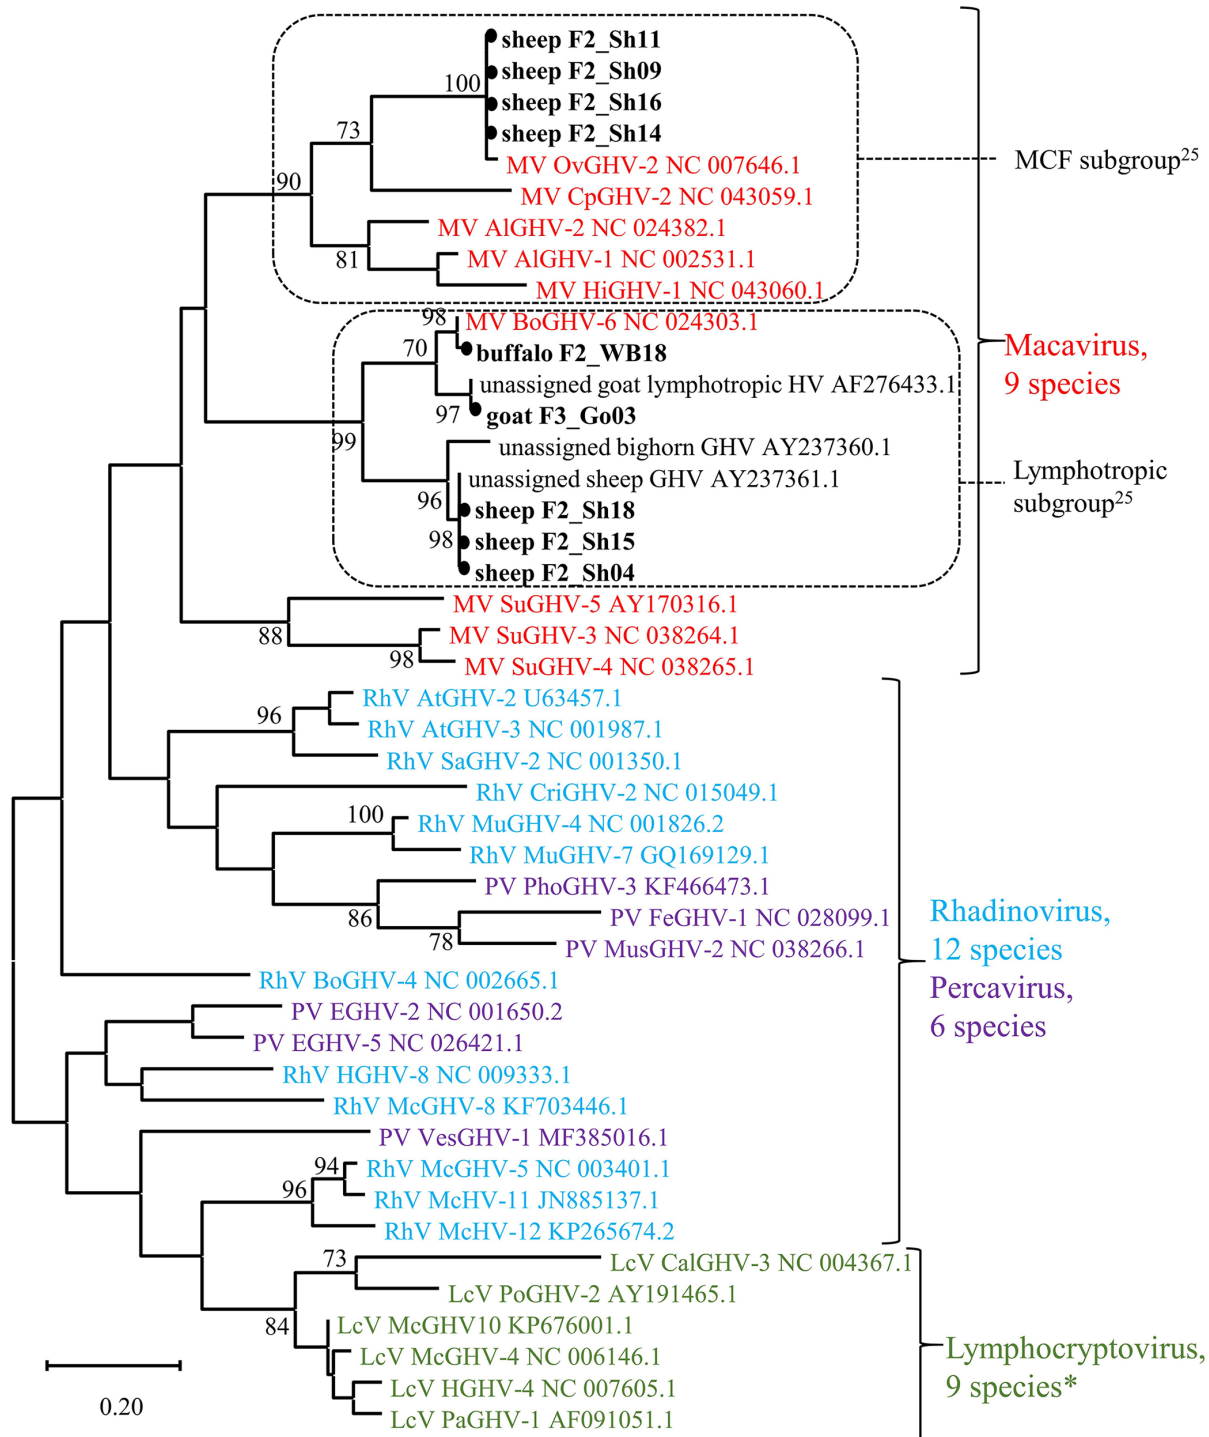 sheep F2_Sh11
sheep F2_Sh09
100
sheep F2_Sh16
73
sheep F2_Sh14
MV OvGHV-2 NC 007646.1
MCF subgroup25
90
MV CpGHV-2 NC 043059.1
MV AlGHV-2 NC 024382.1
81
MV AlGHV-1 NC 002531.1
MV HiGHV-1 NC 043060.1
98
MV BoGHV-6 NC 024303.1
70
buffalo F2_WB18
Macavirus,
9 species
unassigned goat lymphotropic HV AF276433.1
97
goat F3_Go03
99
unassigned bighorn GHV AY237360.1
unassigned sheep GHV AY237361.1
Lymphotropic
subgroup25
96
sheep F2_Sh18
98
sheep F2_Sh15
sheep F2_Sh04
MV SuGHV-5 AY170316.1
88
MV SuGHV-3 NC 038264.1
98
MV SuGHV-4 NC 038265.1
RhV AtGHV-2 U63457.1
96
RhV AtGHV-3 NC 001987.1
RhV SaGHV-2 NC 001350.1
RhV CriGHV-2 NC 015049.1
100
RhV MuGHV-4 NC 001826.2
RhV MuGHV-7 GQ169129.1
PV PhoGHV-3 KF466473.1
86
PV FeGHV-1 NC 028099.1
78
PV MusGHV-2 NC 038266.1
Rhadinovirus,
12 species
Percavirus,
6 species
RhV BoGHV-4 NC 002665.1
PV EGHV-2 NC 001650.2
PV EGHV-5 NC 026421.1
RhV HGHV-8 NC 009333.1
RhV McGHV-8 KF703446.1
PV VesGHV-1 MF385016.1
94
RhV McGHV-5 NC 003401.1
96
RhV McHV-11 JN885137.1
RhV McHV-12 KP265674.2
73
LcV CalGHV-3 NC 004367.1
LcV PoGHV-2 AY191465.1
84
LcV McGHV10 KP676001.1
LcV McGHV-4 NC 006146.1
LcV HGHV-4 NC 007605.1
LcV PaGHV-1 AF091051.1
Lymphocryptovirus,
9 species*
0.20